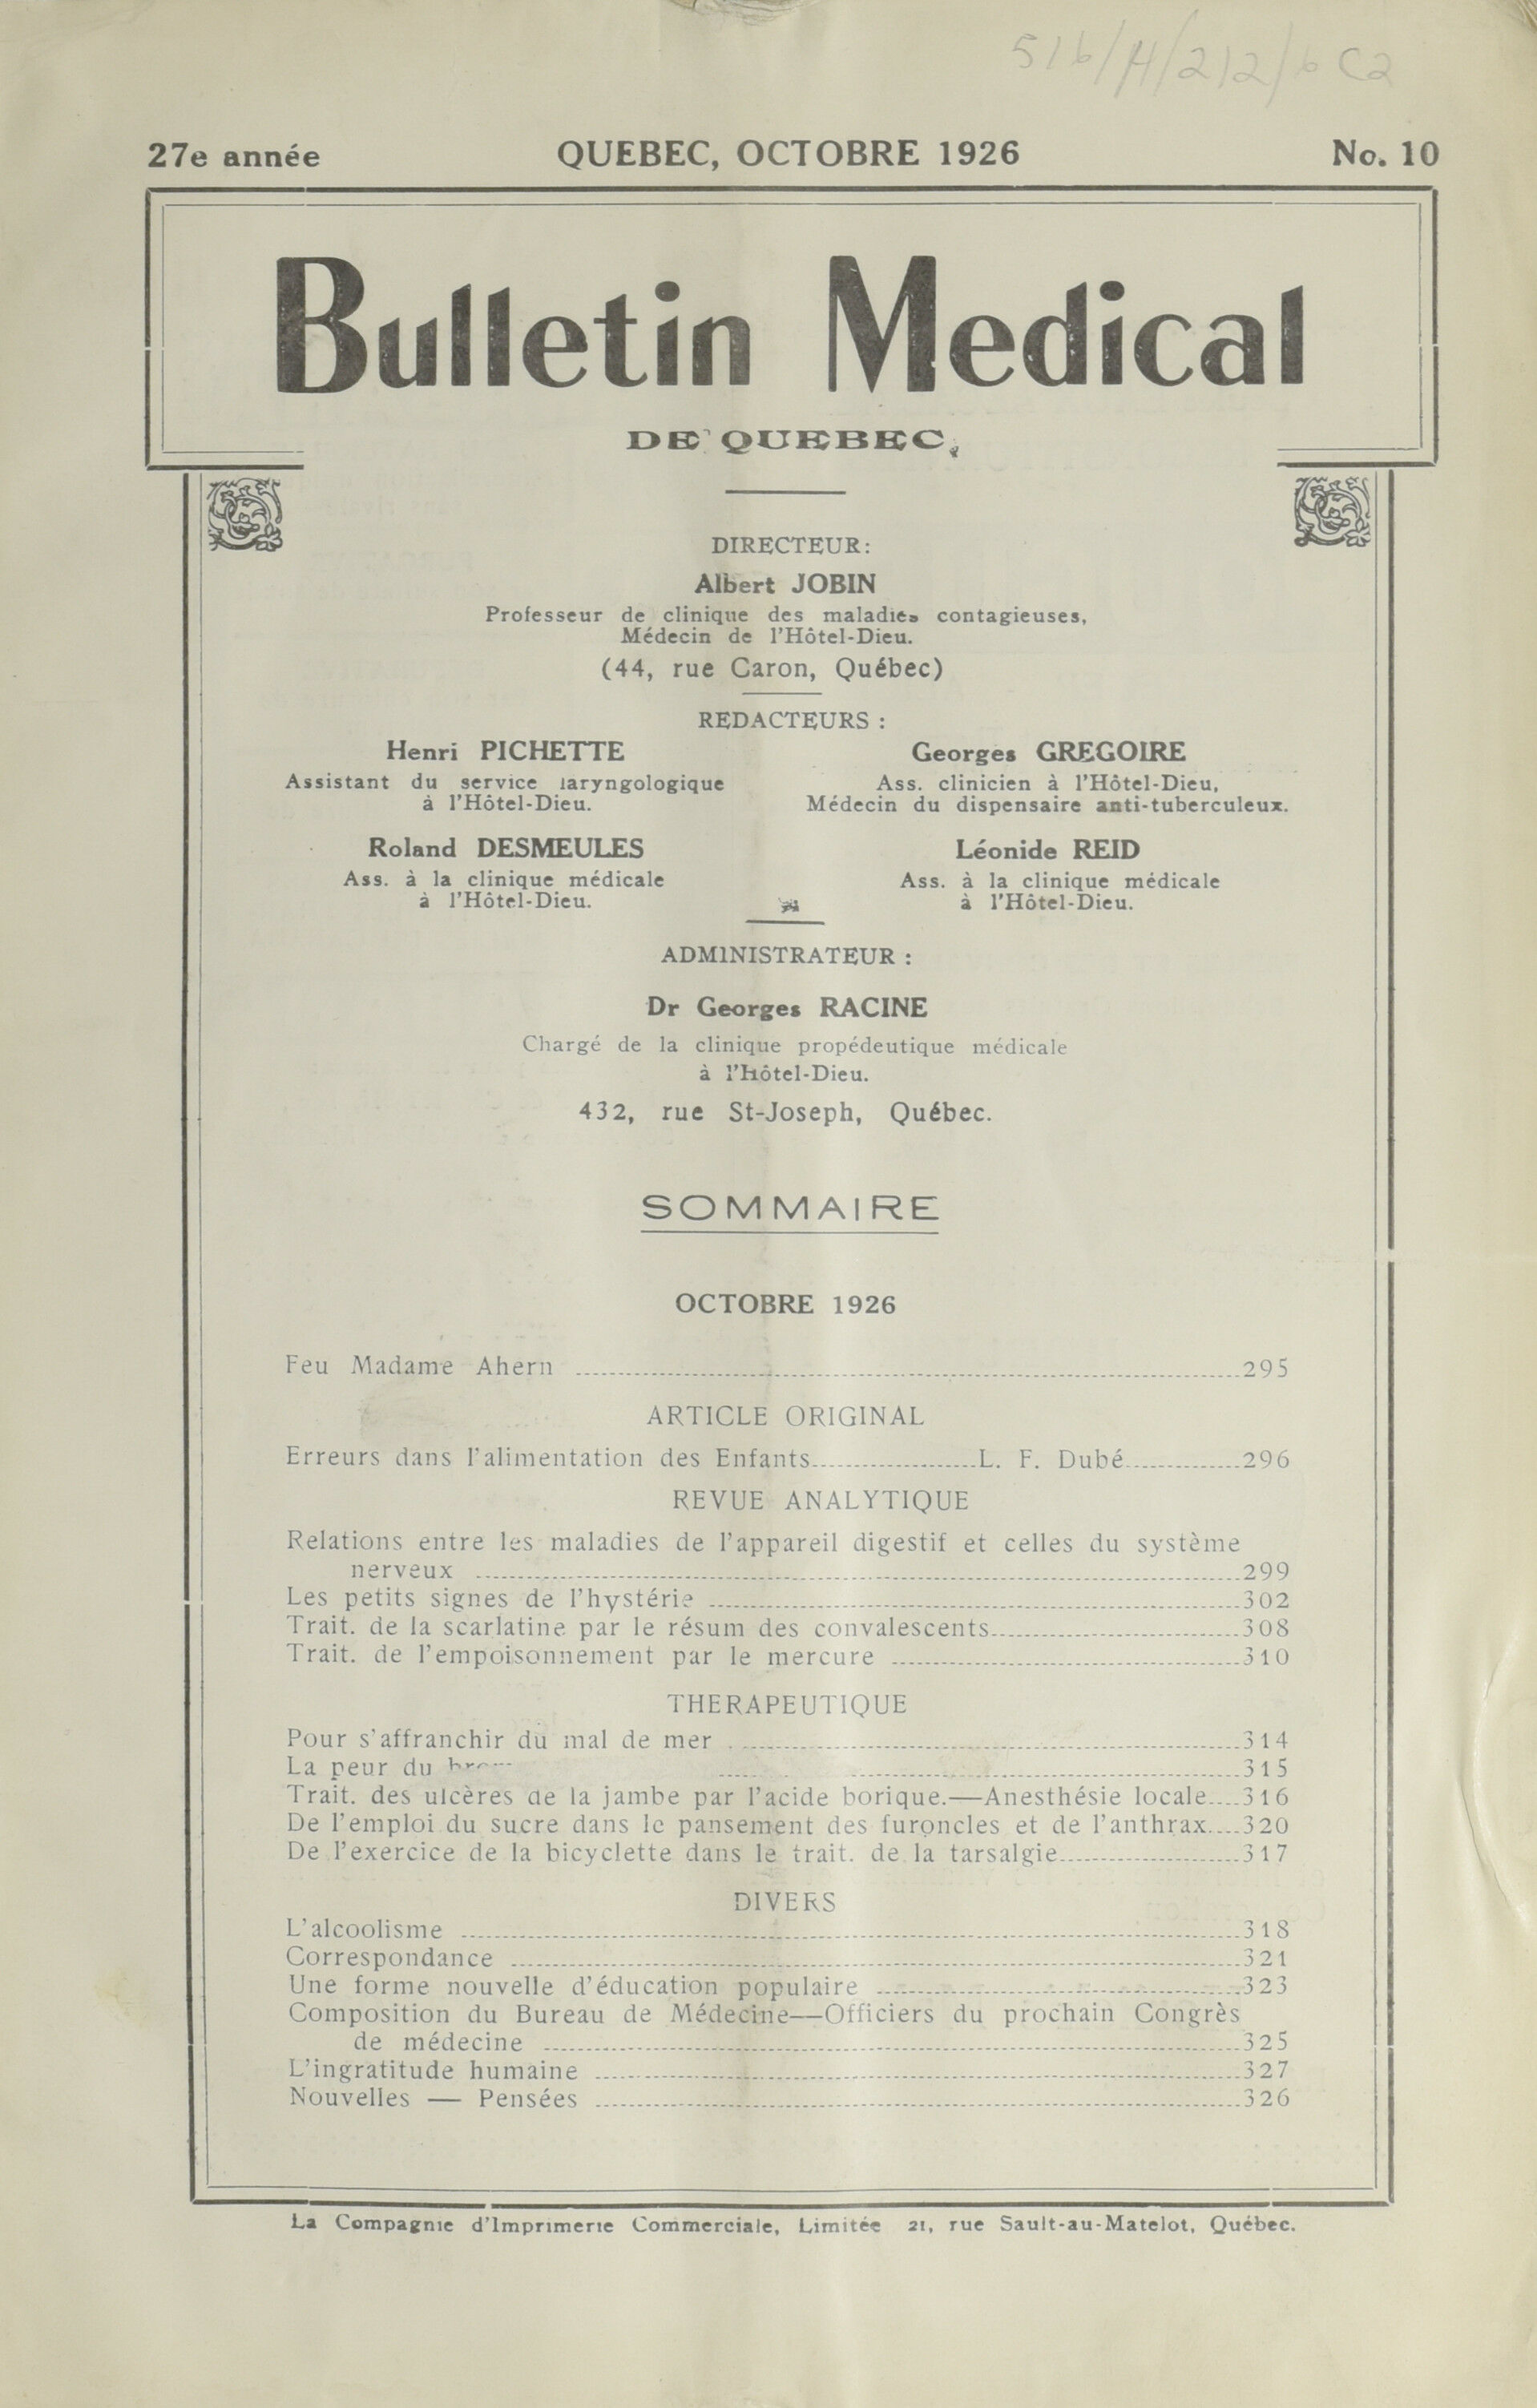 516/H/212/6 C2
27e année QUEBEC, OCTOBRE 1926 No. 10
Bulletin Medical
DE QUEBEC
DIRECTEUR:
Albert JOBIN
Professeur de clinique des maladies contagieuses,
Médecin de l'Hôtel-Dieu.
(44, rue Caron, Québec)
REDACTEURS :
Henri PICHETTE
Assistant du service laryngologique
à l'Hôtel-Dieu.
Georges GREGOIRE
Ass. clinicien à l'Hôtel-Dieu,
Médecin du dispensaire anti-tuberculeux.
Roland DESMEULES
Ass. à la clinique médicale
à l'Hôtel-Dieu.
Léonide REID
Ass. à la clinique médicale
à l'Hôtel-Dieu.
ADMINISTRATEUR :
Dr Georges RACINE
Chargé de la clinique propédeutique médicale
à l'Hôtel-Dieu.
432, rue St-Joseph, Québec.
SOMMAIRE
OCTOBRE 1926
Feu Madame Ahern 295
ARTICLE ORIGINAL
Erreurs dans l'alimentation des Enfants L. F. Dubé 296
REVUE ANALYTIQUE
Relations entre les maladies de l'appareil digestif et celles du système
nerveux 299
Les petits signes de l'hystérie 302
Trait. de la scarlatine par le résum des convalescents 308
Trait. de l'empoisonnement par le mercure 310
THERAPEUTIQUE
Pour s'affranchir du mal de mer 314
La peur du 315
Trait. des ulcères de la jambe par l'acide borique.—Anesthésie locale 316
De l'emploi du sucre dans le pansement des furoncles et de l'anthrax 320
De l'exercice de la bicyclette dans le trait. de la tarsalgie 317
DIVERS
L'alcoolisme 318
Correspondance 321
Une forme nouvelle d'éducation populaire 323
Composition du Bureau de Médecine—Officiers du prochain Congrès
de médecine 325
L'ingratitude humaine 327
Nouvelles — Pensées 326
La Compagnie d'Imprimerie Commerciale, Limitée 21, rue Sault-au-Matelot, Québec.